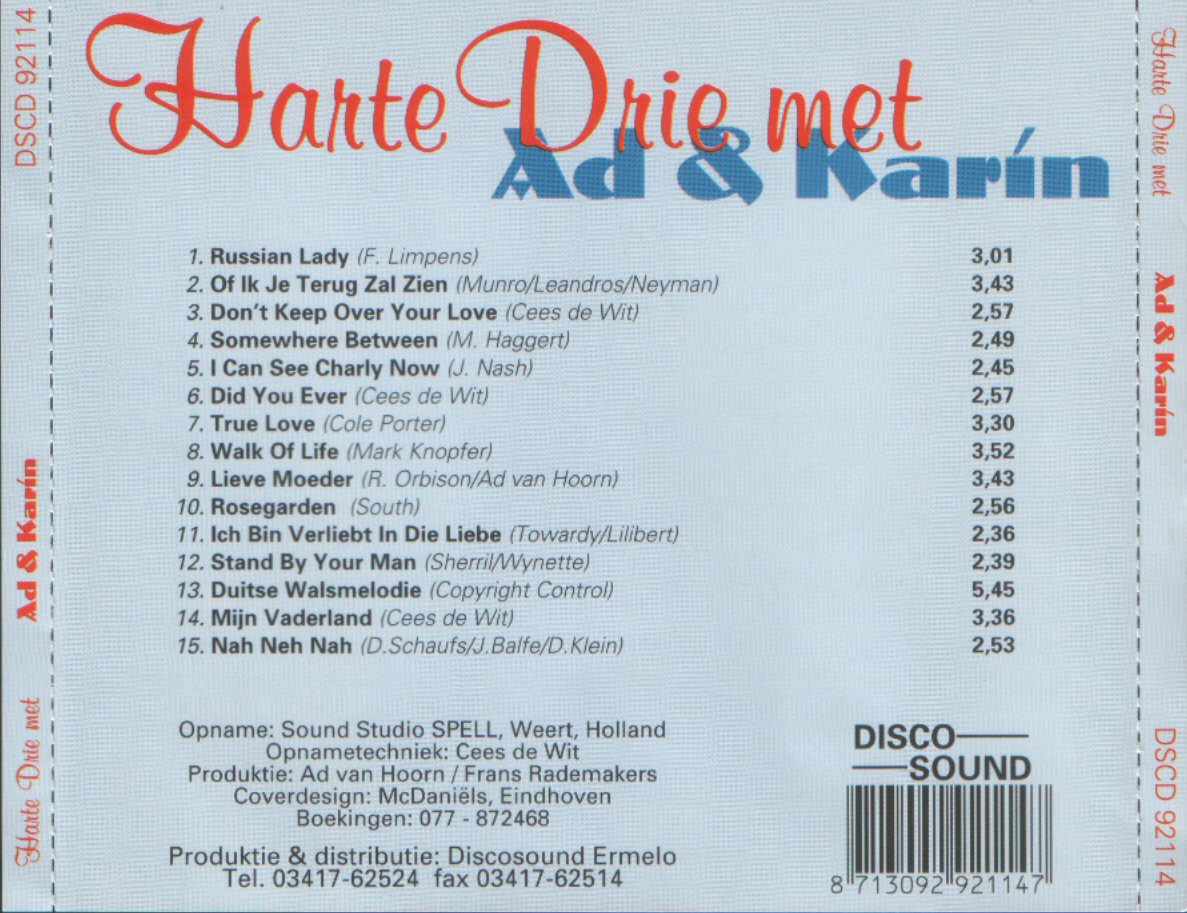 DSCD 92114
Ad & Karín
Harte Drie met
Harte Drie met
Ad & Karín
1. Russian Lady (F. Limpens) 3,01
2. Of Ik Je Terug Zal Zien (Munro/Leandros/Neyman) 3,43
3. Don't Keep Over Your Love (Cees de Wit) 2,57
4. Somewhere Between (M. Haggert) 2,49
5. I Can See Charly Now (J. Nash) 2,45
6. Did You Ever (Cees de Wit) 2,57
7. True Love (Cole Porter) 3,30
8. Walk Of Life (Mark Knopfer) 3,52
9. Lieve Moeder (R. Orbison/Ad van Hoorn) 3,43
10. Rosegarden (South) 2,56
11. Ich Bin Verliebt In Die Liebe (Towardy/Lilibert) 2,36
12. Stand By Your Man (Sherril/Wynette) 2,39
13. Duitse Walsmelodie (Copyright Control) 5,45
14. Mijn Vaderland (Cees de Wit) 3,36
15. Nah Neh Nah (D.Schaufs/J.Balfe/D.Klein) 2,53
Opname: Sound Studio SPELL, Weert, Holland
Opnametechniek: Cees de Wit
Produktie: Ad van Hoorn / Frans Rademakers
Coverdesign: McDaniëls, Eindhoven
Boekingen: 077 - 872468
Produktie & distributie: Discosound Ermelo
Tel. 03417-62524 fax 03417-62514
DISCO
SOUND
8 713092 921147
Harte Drie met
Ad & Karín
DSCD 92114